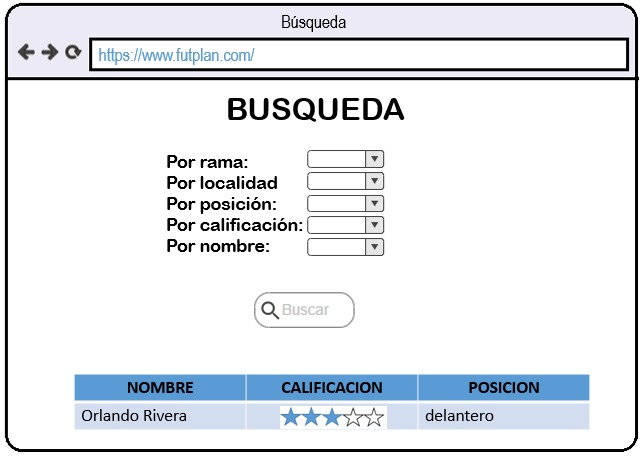 Búsqueda
https://www.futplan.com/
BUSQUEDA
Por rama:
Por localidad
Por posición:
Por calificación:
Por nombre:
Buscar
NOMBRE CALIFICACION POSICION
Orlando Rivera delantero